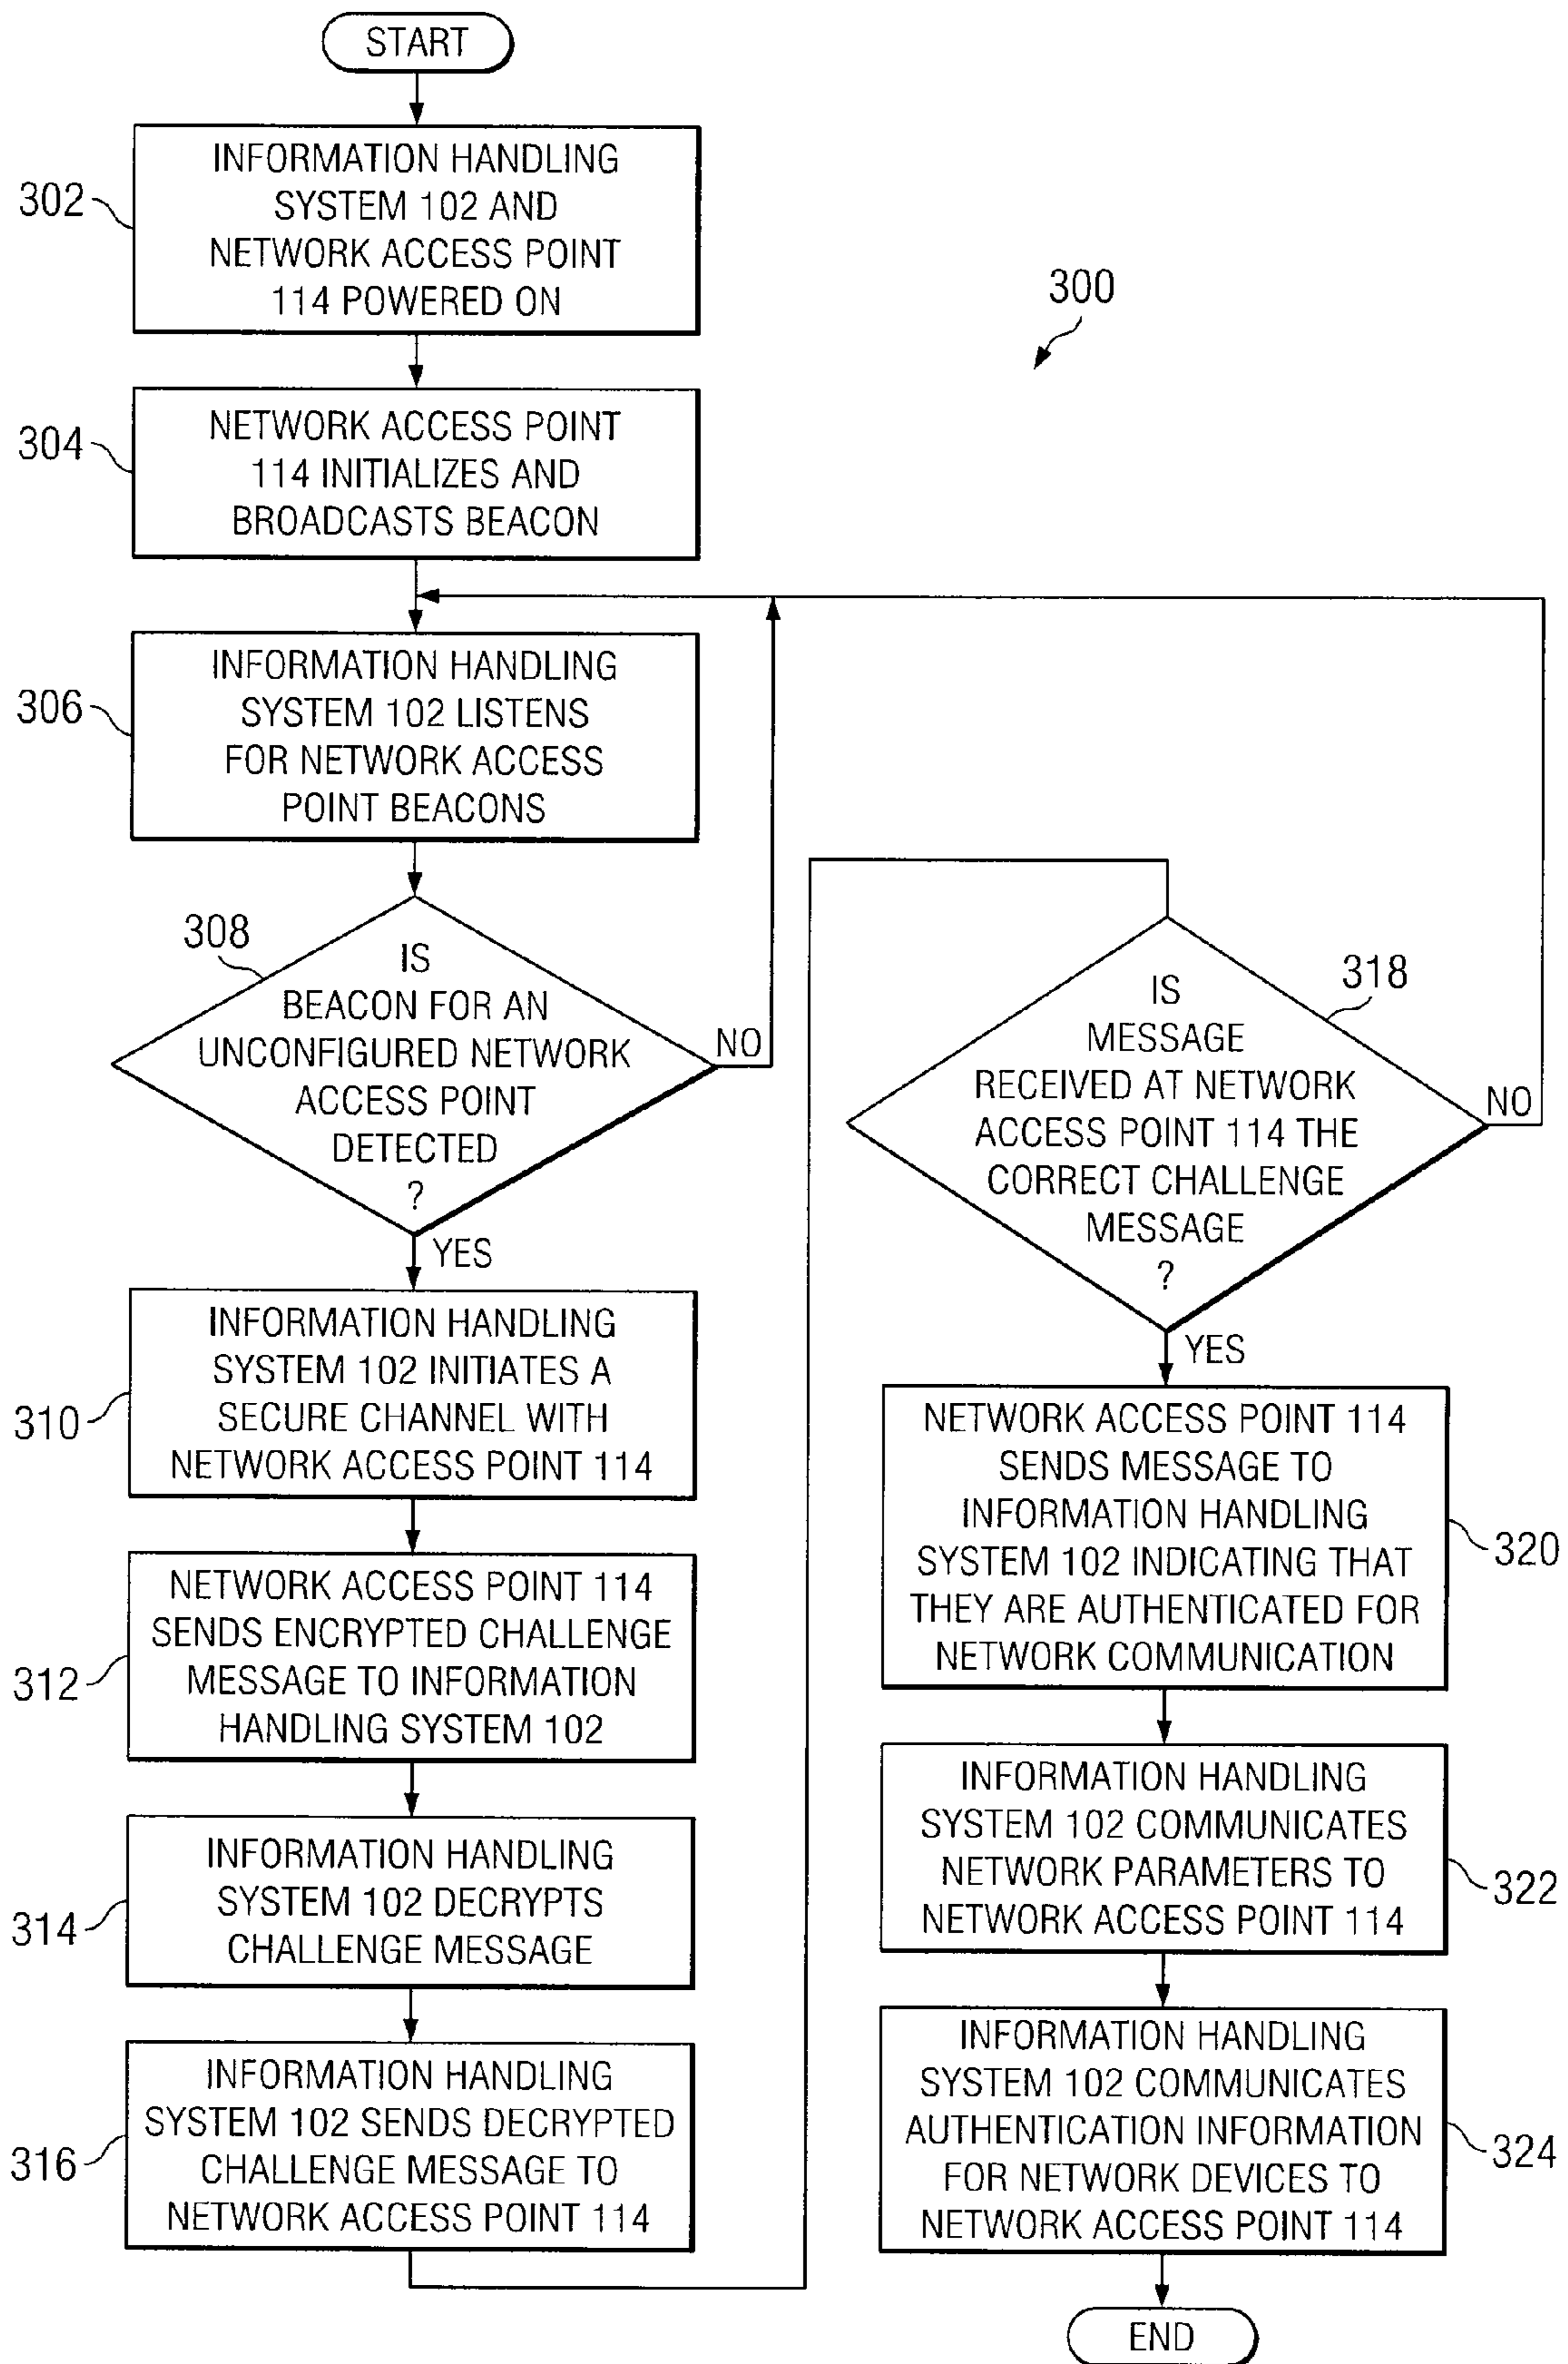 START
302
INFORMATION HANDLING
SYSTEM 102 AND
NETWORK ACCESS POINT
114 POWERED ON
300
304
NETWORK ACCESS POINT
114 INITIALIZES AND
BROADCASTS BEACON
306
INFORMATION HANDLING
SYSTEM 102 LISTENS
FOR NETWORK ACCESS
POINT BEACONS
308
IS
BEACON FOR AN
UNCONFIGURED NETWORK
ACCESS POINT
DETECTED
?
NO
YES
310
INFORMATION HANDLING
SYSTEM 102 INITIATES A
SECURE CHANNEL WITH
NETWORK ACCESS POINT 114
312
NETWORK ACCESS POINT 114
SENDS ENCRYPTED CHALLENGE
MESSAGE TO INFORMATION
HANDLING SYSTEM 102
314
INFORMATION HANDLING
SYSTEM 102 DECRYPTS
CHALLENGE MESSAGE
316
INFORMATION HANDLING
SYSTEM 102 SENDS DECRYPTED
CHALLENGE MESSAGE TO
NETWORK ACCESS POINT 114
318
IS
MESSAGE
RECEIVED AT NETWORK
ACCESS POINT 114 THE
CORRECT CHALLENGE
MESSAGE
?
NO
YES
NETWORK ACCESS POINT 114
SENDS MESSAGE TO
INFORMATION HANDLING
SYSTEM 102 INDICATING THAT
THEY ARE AUTHENTICATED FOR
NETWORK COMMUNICATION
320
INFORMATION HANDLING
SYSTEM 102 COMMUNICATES
NETWORK PARAMETERS TO
NETWORK ACCESS POINT 114
322
INFORMATION HANDLING
SYSTEM 102 COMMUNICATES
AUTHENTICATION INFORMATION
FOR NETWORK DEVICES TO
NETWORK ACCESS POINT 114
324
END